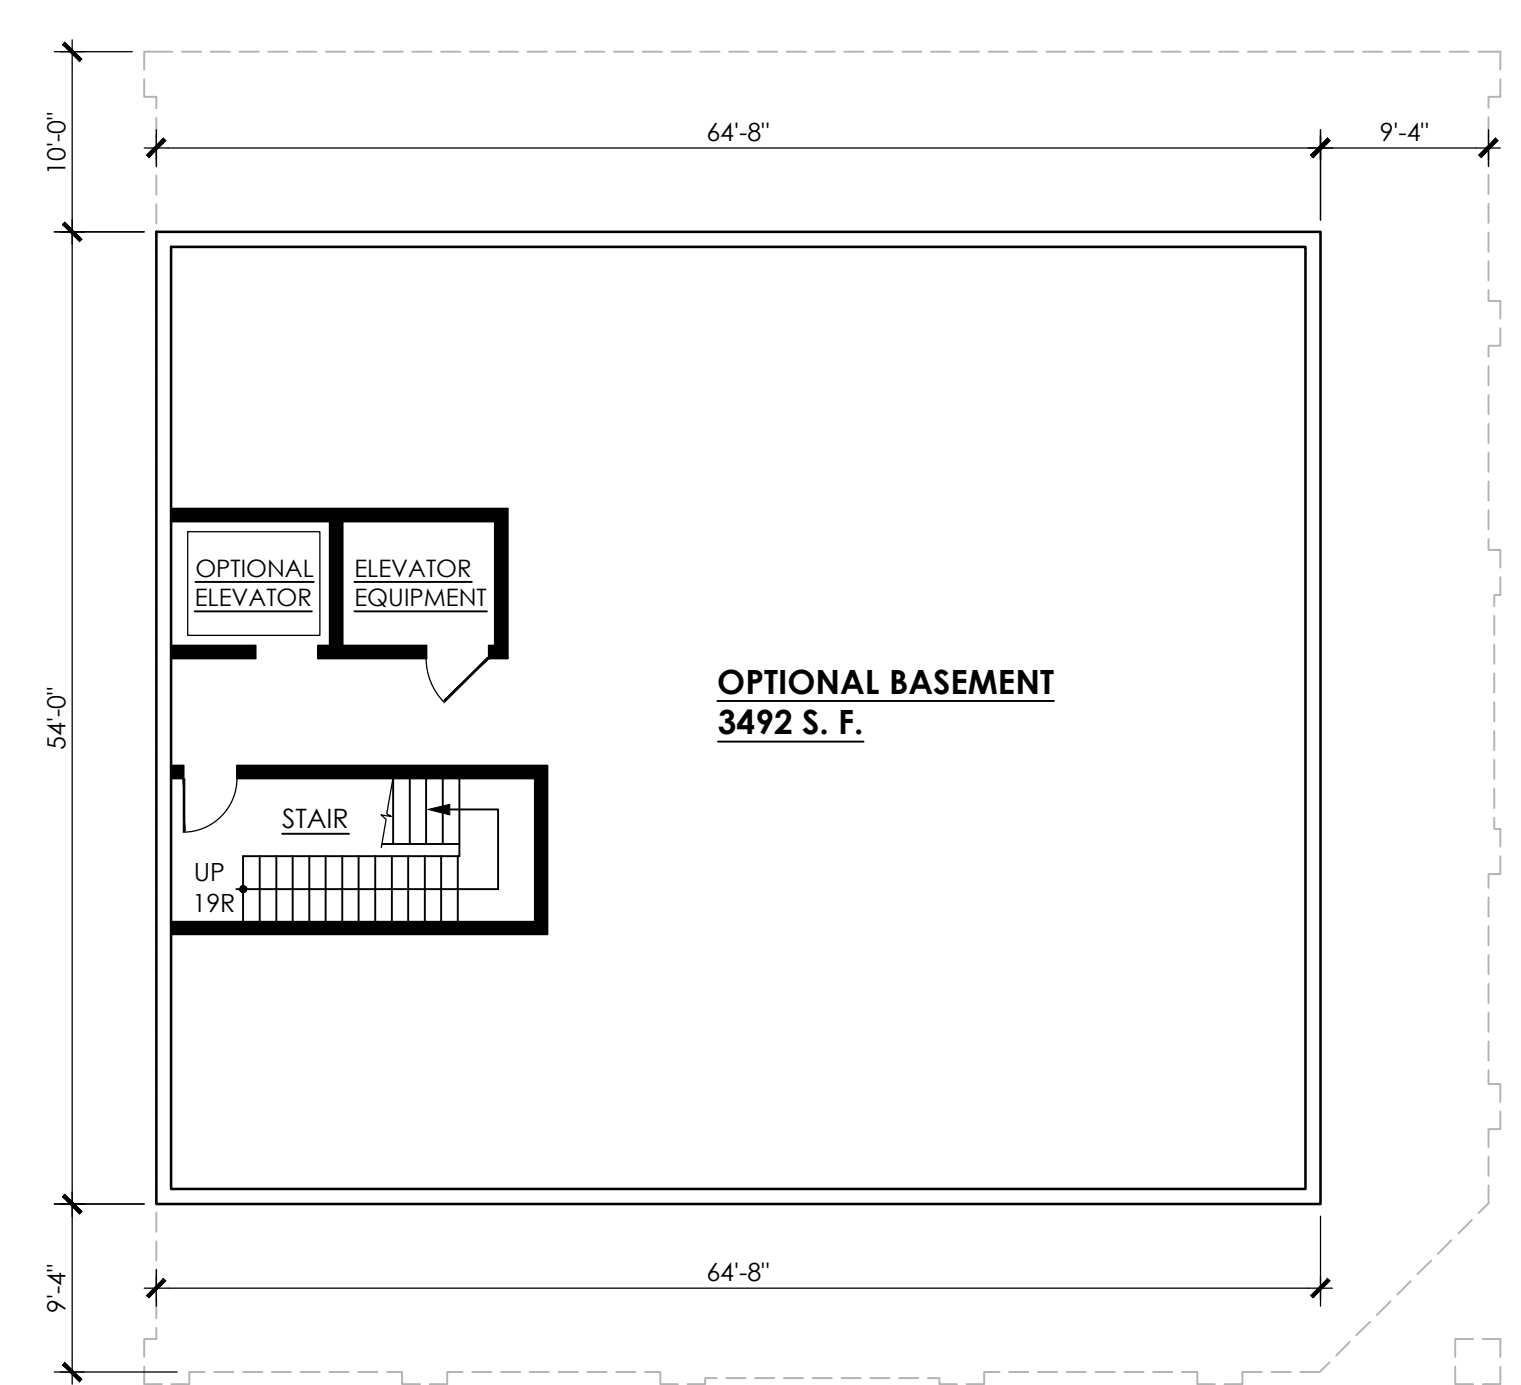 10'-0"
64'-8"
9'-4"
OPTIONAL
ELEVATOR
ELEVATOR
EQUIPMENT
OPTIONAL BASEMENT
3492 S. F.
54'-0"
STAIR
UP
19R
64'-8"
9'-4"